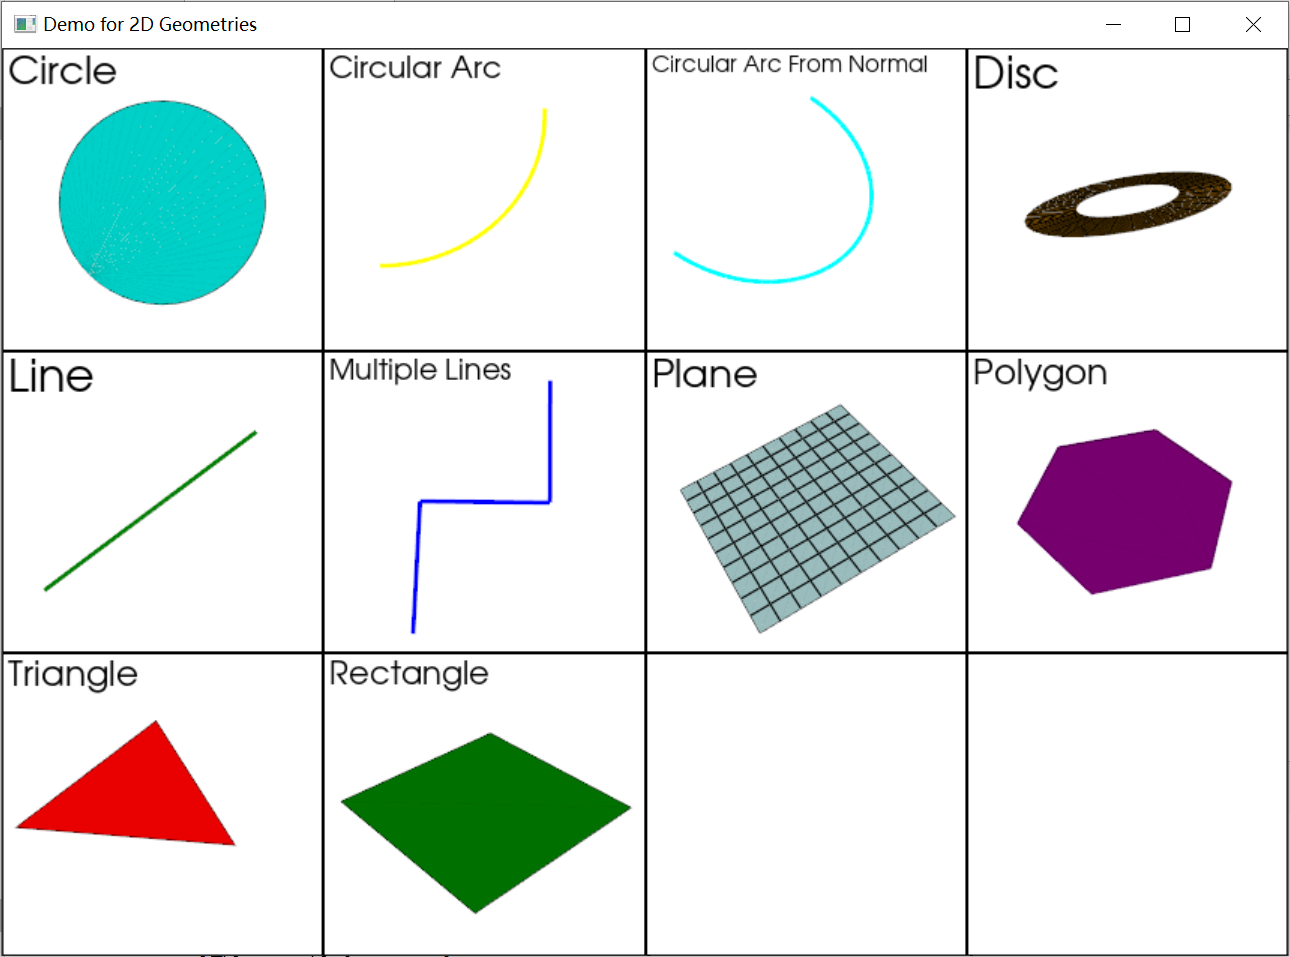 Demo for 2D Geometries
Circle
Circular Arc
Circular Arc From Normal
Disc
Line
Multiple Lines
Plane
Polygon
Triangle
Rectangle